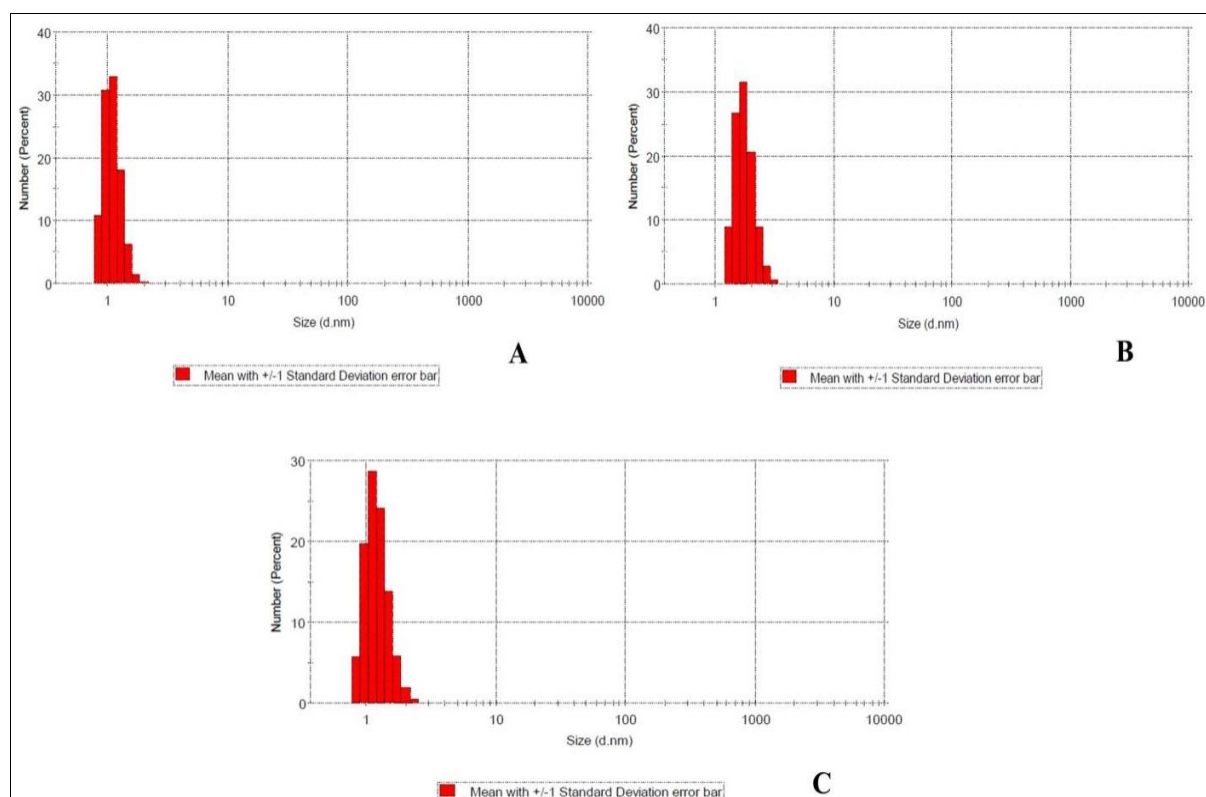 40
30
20
10
0
Number (Percent)
1 10 100 1000 10000
Size (d.nm)
A
Mean with +/-1 Standard Deviation error bar
40
30
20
10
0
Number (Percent)
1 10 100 1000 10000
Size (d.nm)
B
Mean with +/-1 Standard Deviation error bar
30
20
10
0
Number (Percent)
1 10 100 1000 10000
Size (d.nm)
C
Mean with +/-1 Standard Deviation error bar